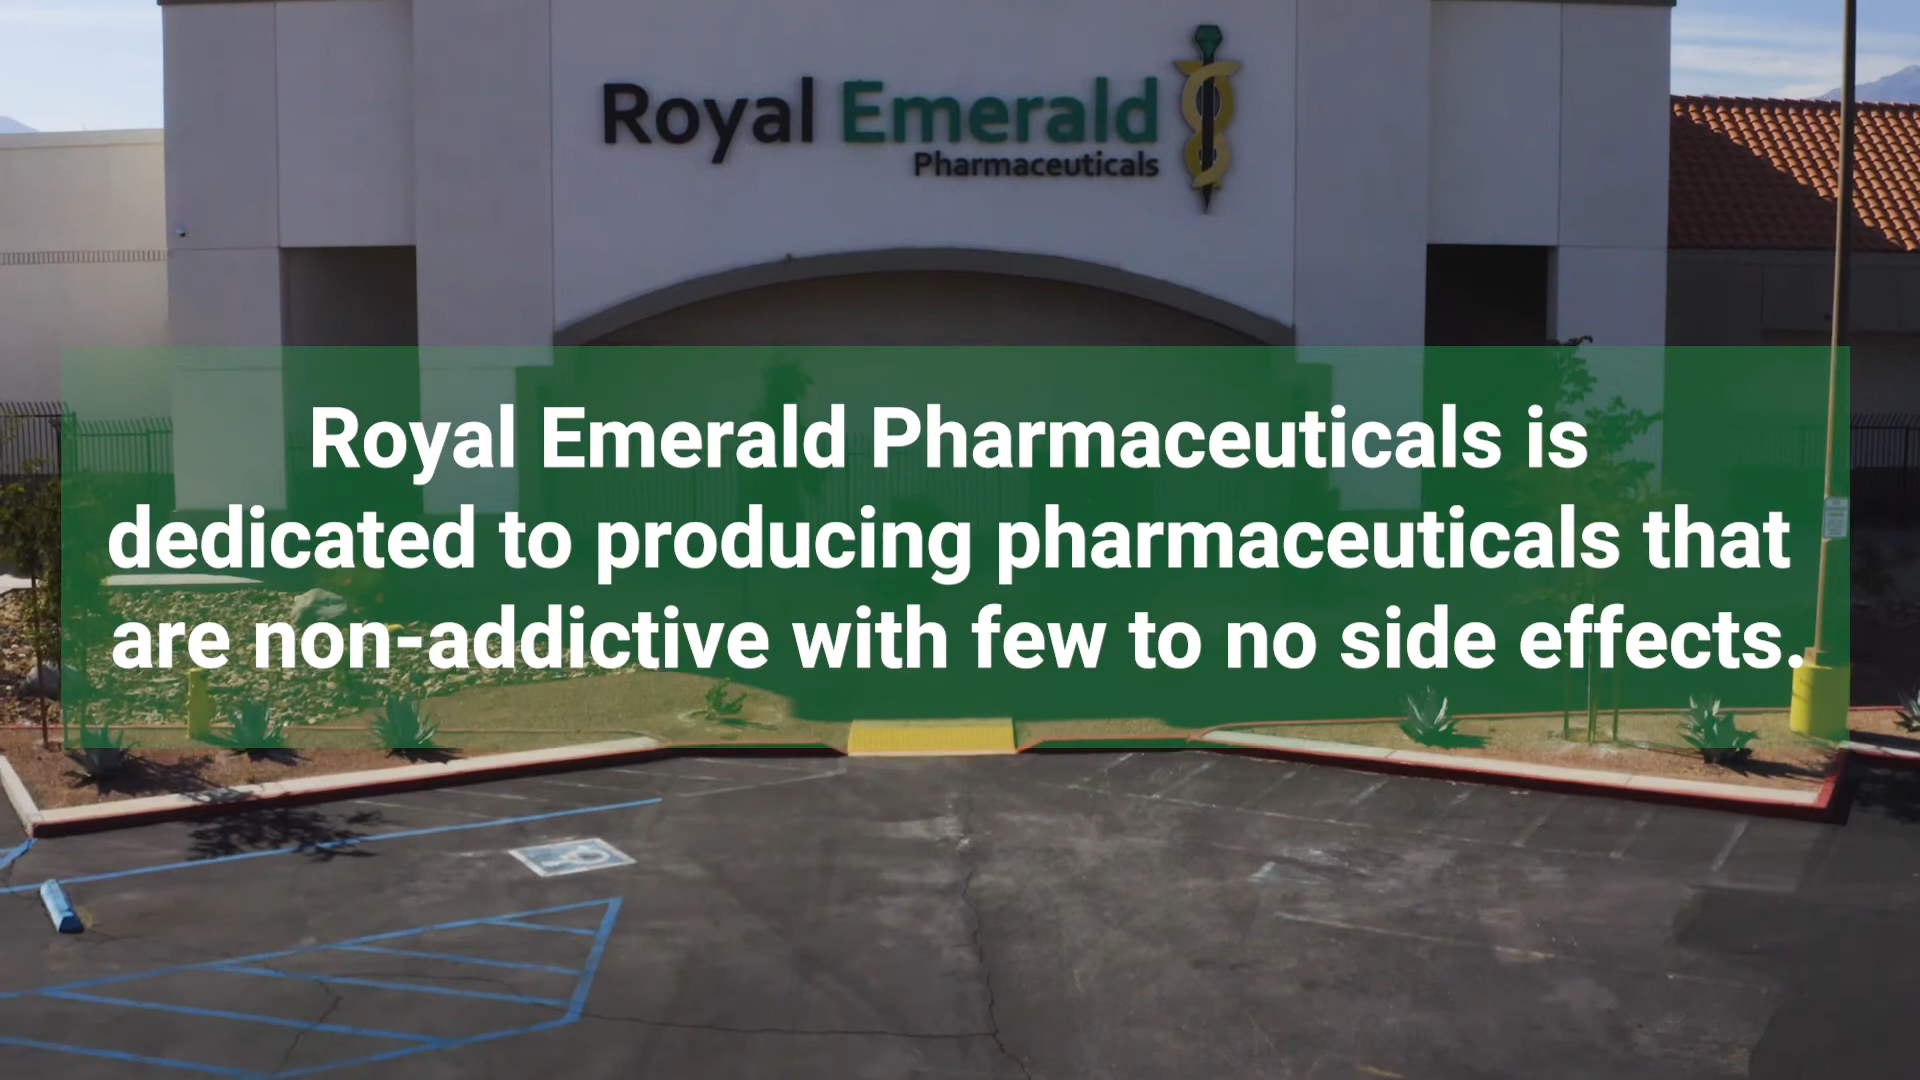 Royal Emerald
Pharmaceuticals
Royal Emerald Pharmaceuticals is
dedicated to producing pharmaceuticals that
are non-addictive with few to no side effects.